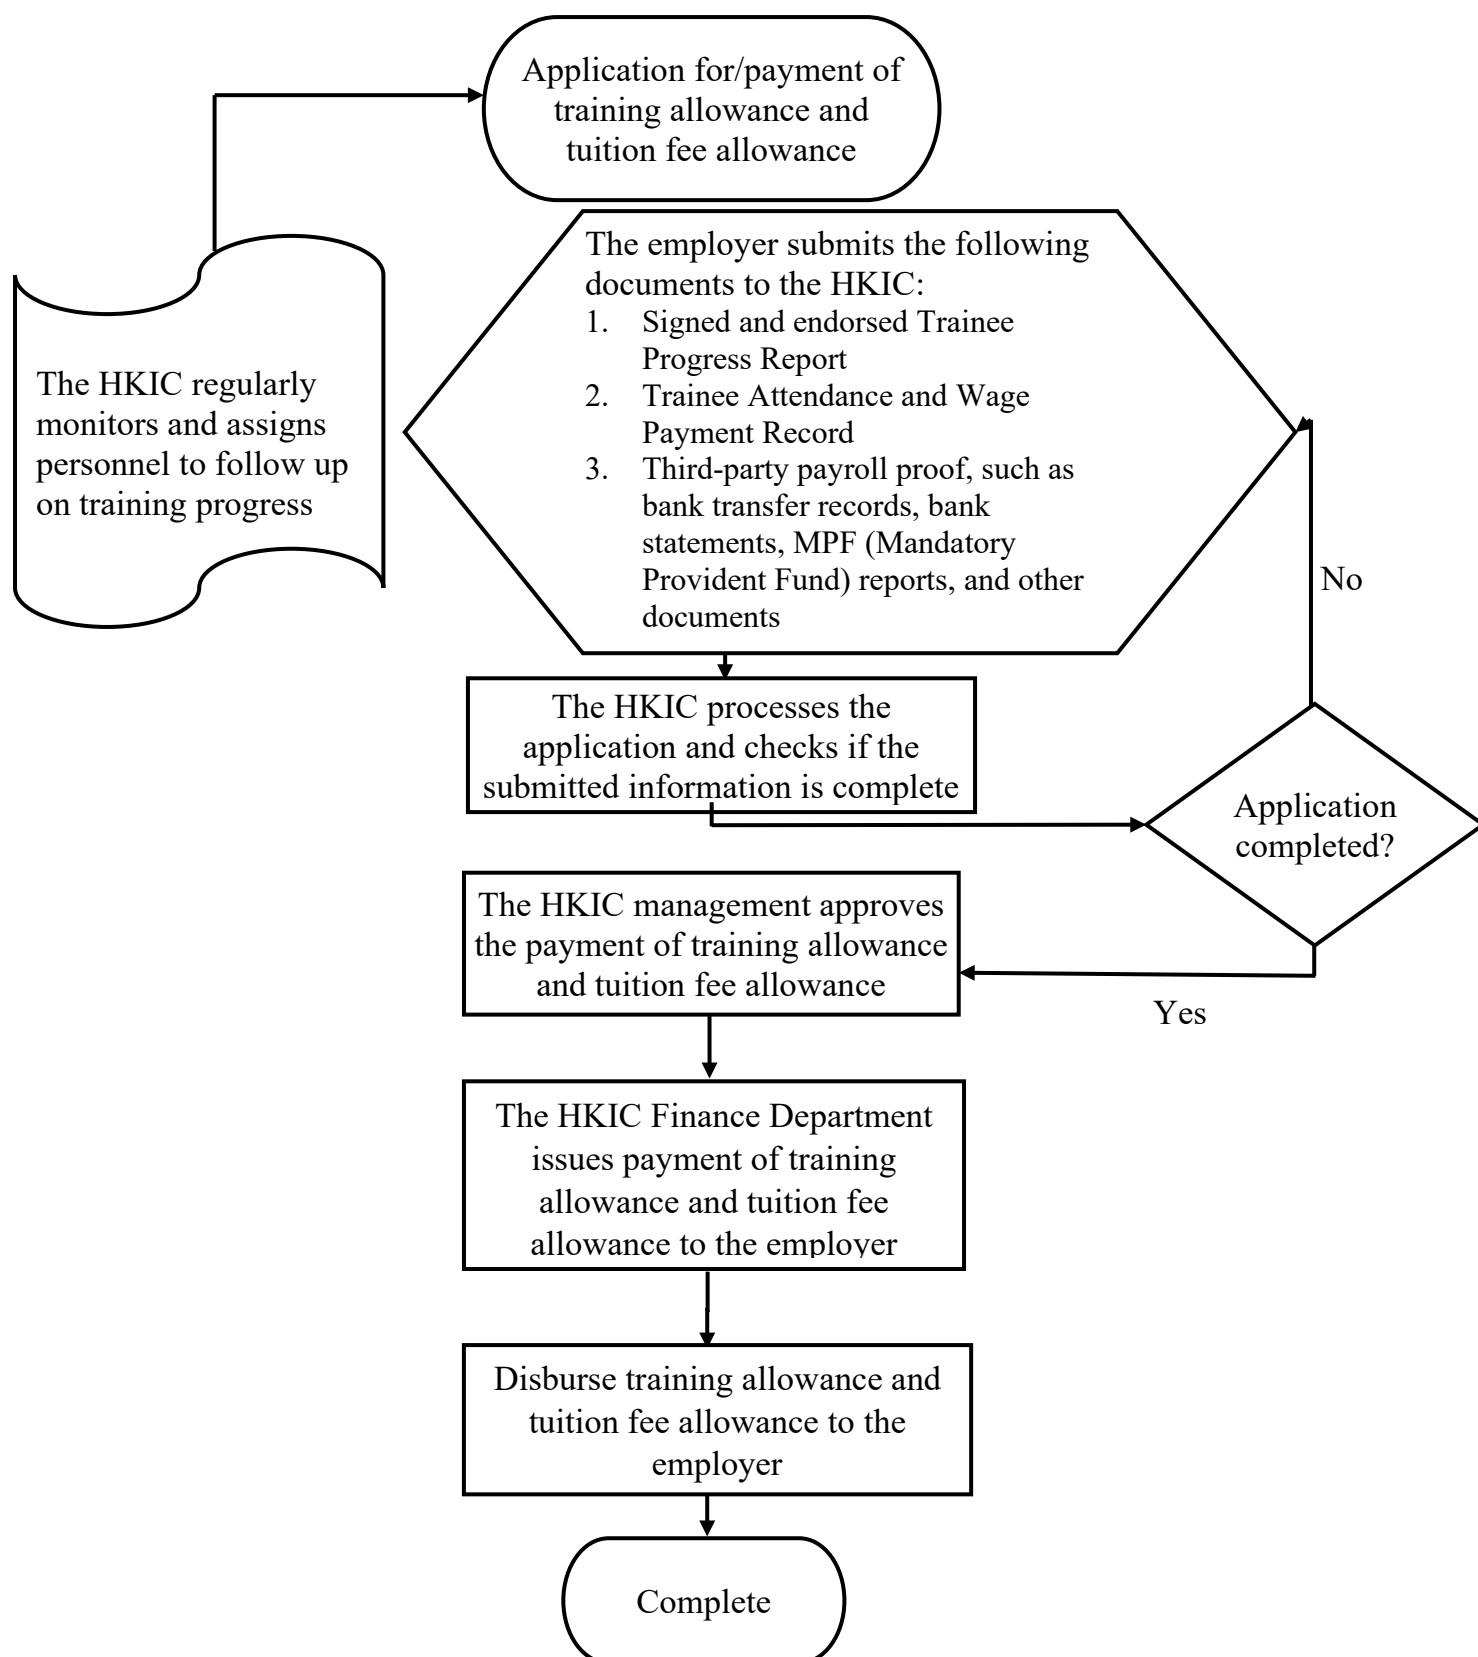 Application for/payment of
training allowance and
tuition fee allowance
The HKIC regularly
monitors and assigns
personnel to follow up
on training progress
The employer submits the following
documents to the HKIC:
1. Signed and endorsed Trainee
Progress Report
2. Trainee Attendance and Wage
Payment Record
3. Third-party payroll proof, such as
bank transfer records, bank
statements, MPF (Mandatory
Provident Fund) reports, and other
documents
No
The HKIC processes the
application and checks if the
submitted information is complete
Application
completed?
The HKIC management approves
the payment of training allowance
and tuition fee allowance
Yes
The HKIC Finance Department
issues payment of training
allowance and tuition fee
allowance to the employer
Disburse training allowance and
tuition fee allowance to the
employer
Complete